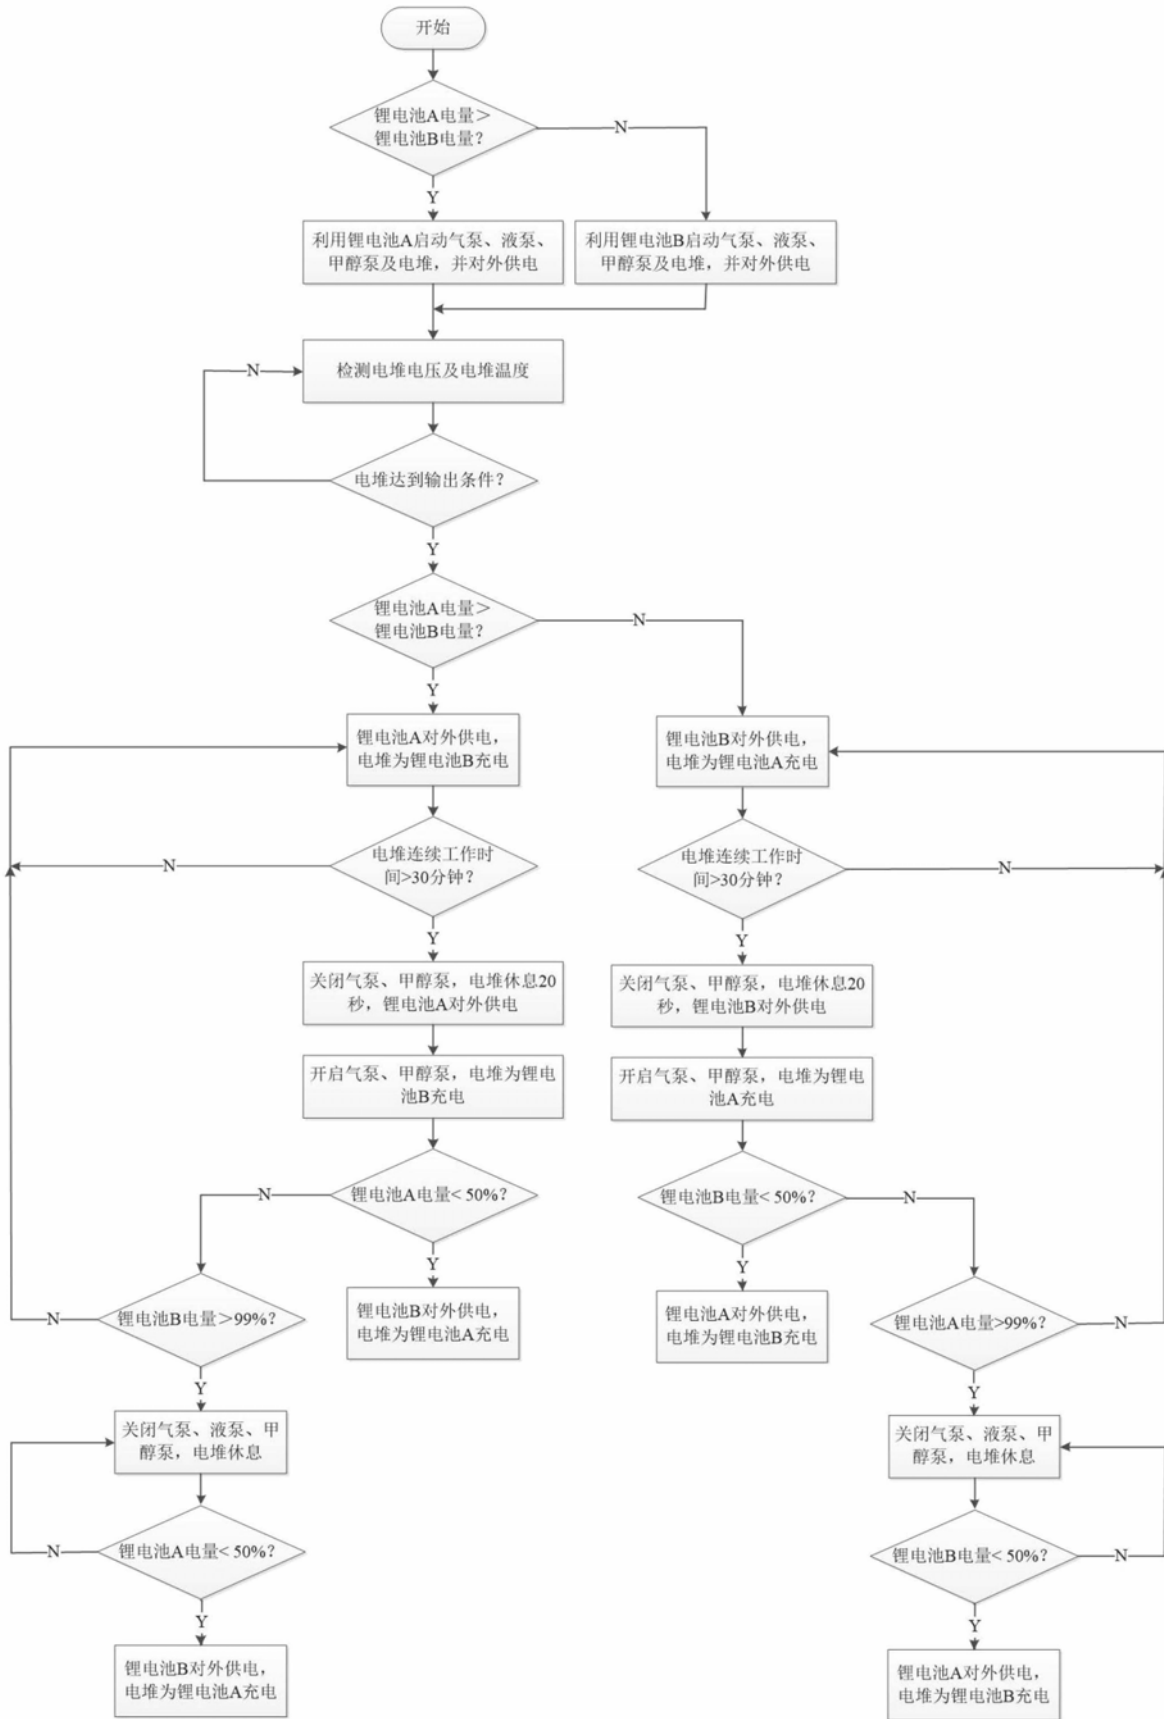 开始
锂电池A电量＞
锂电池B电量？
N
Y
利用锂电池A启动气泵、液泵、
甲醇泵及电堆，并对外供电
利用锂电池B启动气泵、液泵、
甲醇泵及电堆，并对外供电
检测电堆电压及电堆温度
N
电堆达到输出条件？
Y
锂电池A电量＞
锂电池B电量？
N
Y
锂电池A对外供电，
电堆为锂电池B充电
锂电池B对外供电，
电堆为锂电池A充电
电堆连续工作时
间>30分钟？
N
电堆连续工作时
间>30分钟？
N
Y
Y
关闭气泵、甲醇泵，电堆休息20
秒，锂电池A对外供电
关闭气泵、甲醇泵，电堆休息20
秒，锂电池B对外供电
开启气泵、甲醇泵，电堆为锂电
池B充电
开启气泵、甲醇泵，电堆为锂电
池A充电
锂电池A电量< 50%？
N
锂电池B电量< 50%？
N
Y
Y
锂电池B对外供电，
电堆为锂电池A充电
锂电池A对外供电，
电堆为锂电池B充电
锂电池B电量＞99%？
N
锂电池A电量>99%？
N
Y
Y
关闭气泵、液泵、甲
醇泵，电堆休息
关闭气泵、液泵、甲
醇泵，电堆休息
锂电池A电量< 50%？
N
锂电池B电量< 50%？
N
Y
Y
锂电池B对外供电，
电堆为锂电池A充电
锂电池A对外供电，
电堆为锂电池B充电